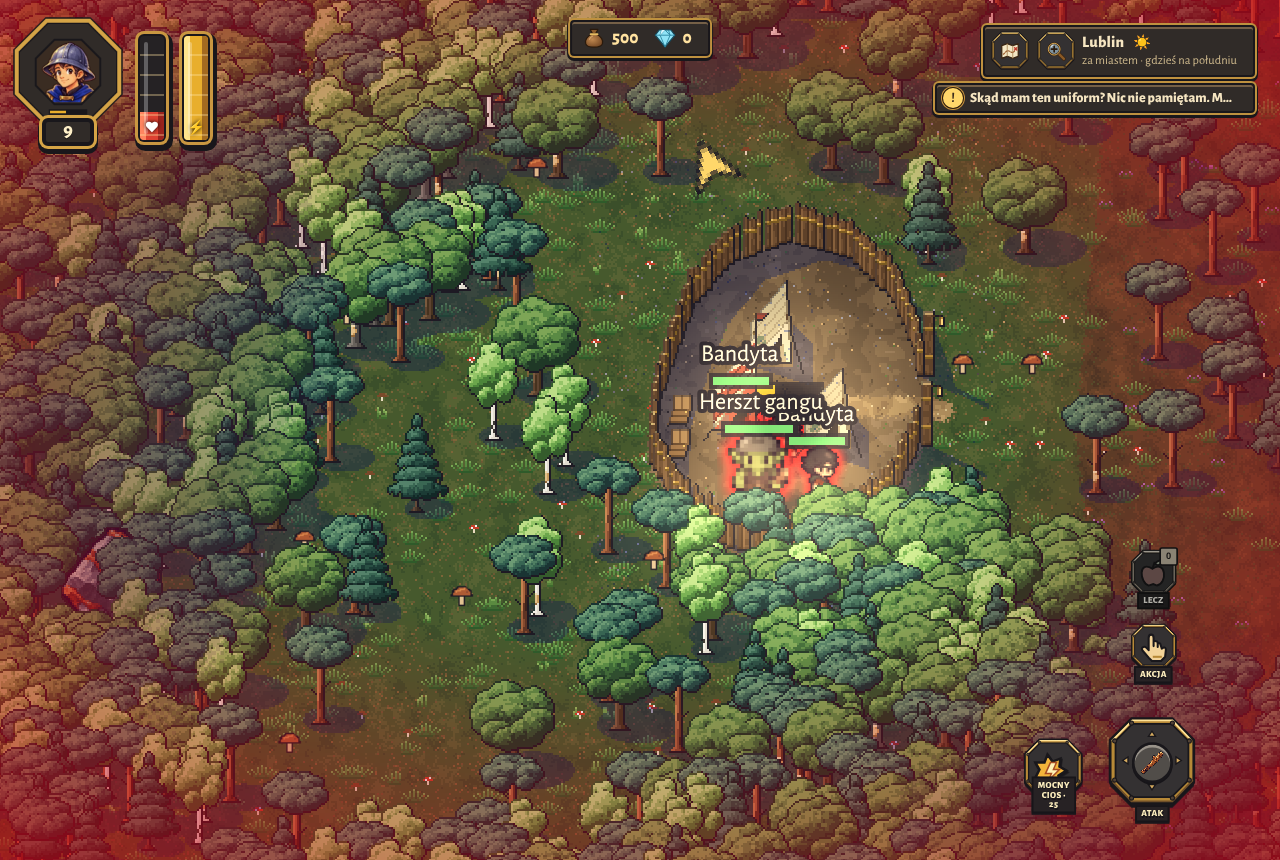 500
0
Lublin
za miastem · gdzieś na południu
! Skąd mam ten uniform? Nic nie pamiętam. M...
9
Bandyta
Herszt gangu
Bandyta
0
LECZ
AKCJA
MOCNY
CIOS ·
25
ATAK